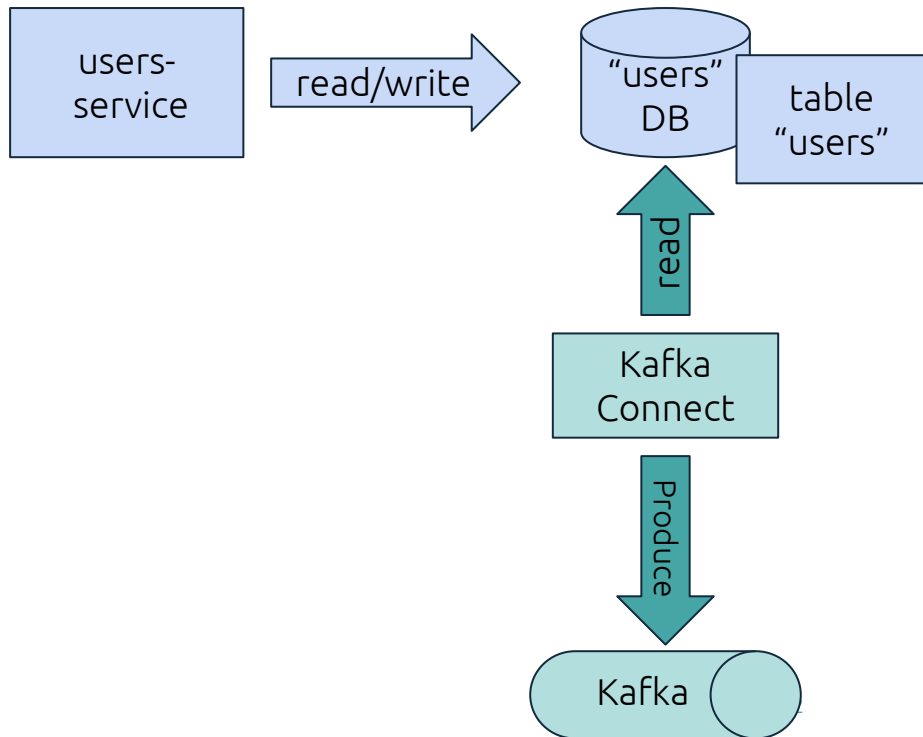 users-
service
read/write
“users”
DB
table
“users”
read
Kafka
Connect
Produce
Kafka